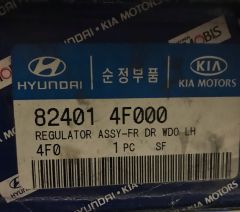 MOBIS
HYUNDAI
순정부품
KIA
KIA MOTORS
82401 4F000
REGULATOR ASSY-FR DR WDO LH
4F0 1 PC SF